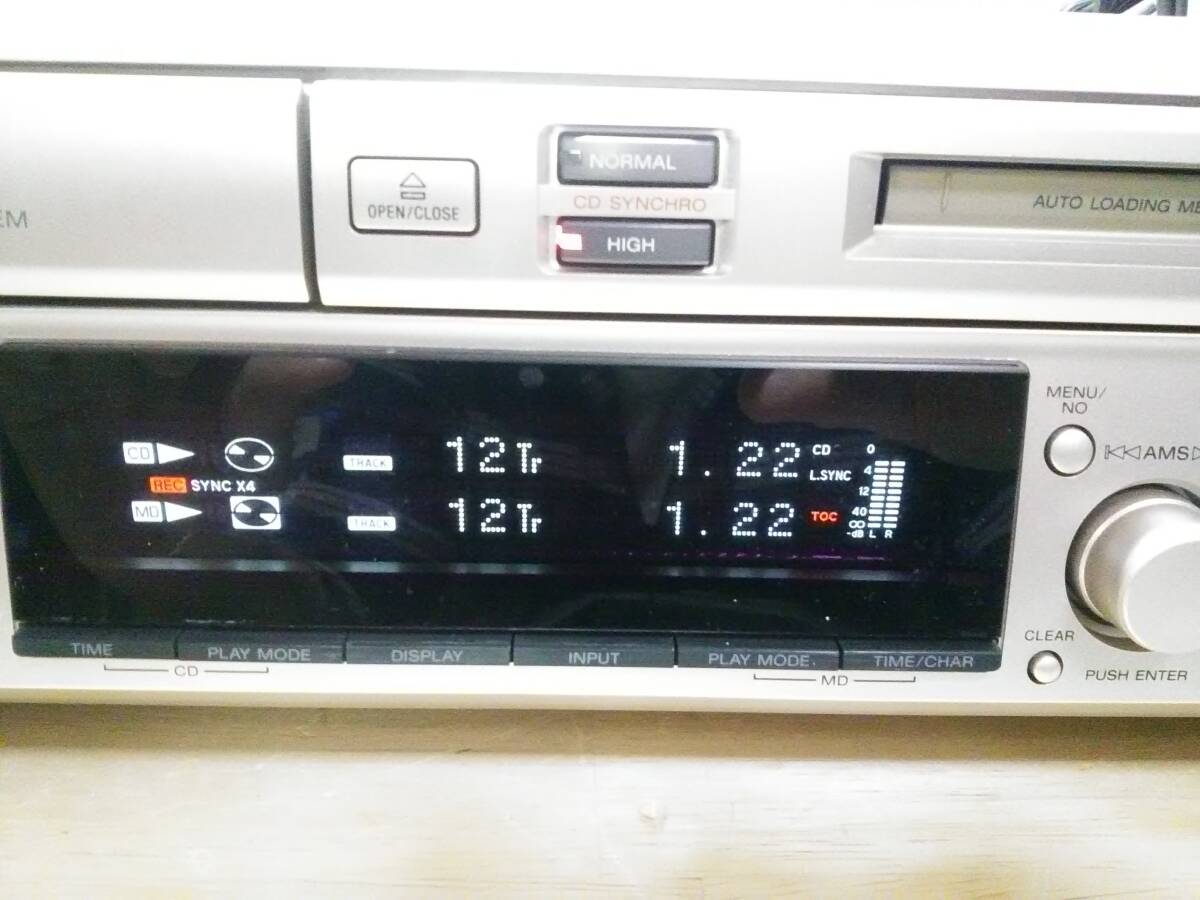 NORMAL
OPEN/CLOSE
CD SYNCHRO
HIGH
AUTO LOADING
MENU/
NO
AMS
CD TRACK 12Tr 1.22 CD 0
REC SYNC X4 L.SYNC 4
12
MD TRACK 12Tr 1.22 TOC 40
∞
-dB L R
TIME PLAY MODE DISPLAY INPUT PLAY MODE. TIME/CHAR
CD MD
CLEAR
PUSH ENTER